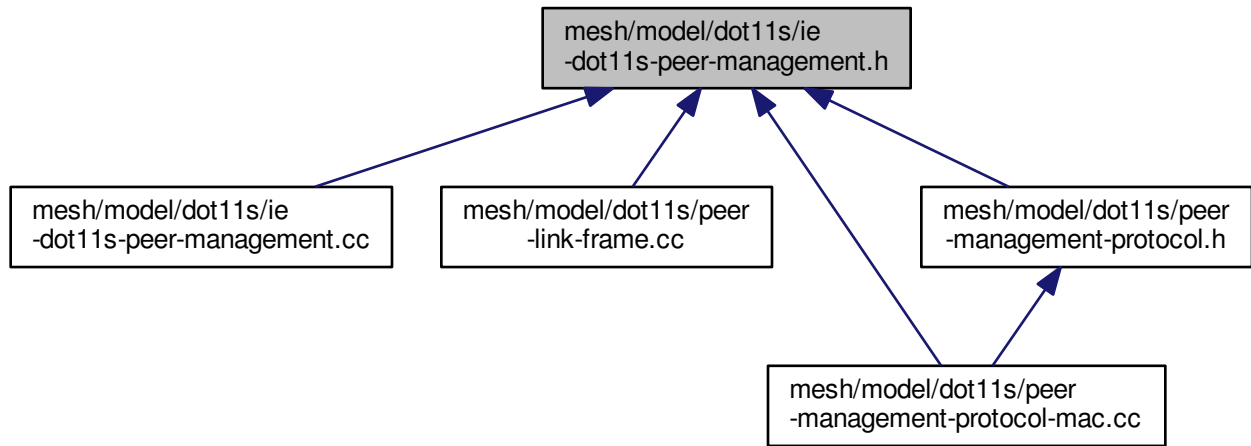 mesh/model/dot11s/ie
-dot11s-peer-management.h
mesh/model/dot11s/ie
-dot11s-peer-management.cc
mesh/model/dot11s/peer
-link-frame.cc
mesh/model/dot11s/peer
-management-protocol.h
mesh/model/dot11s/peer
-management-protocol-mac.cc